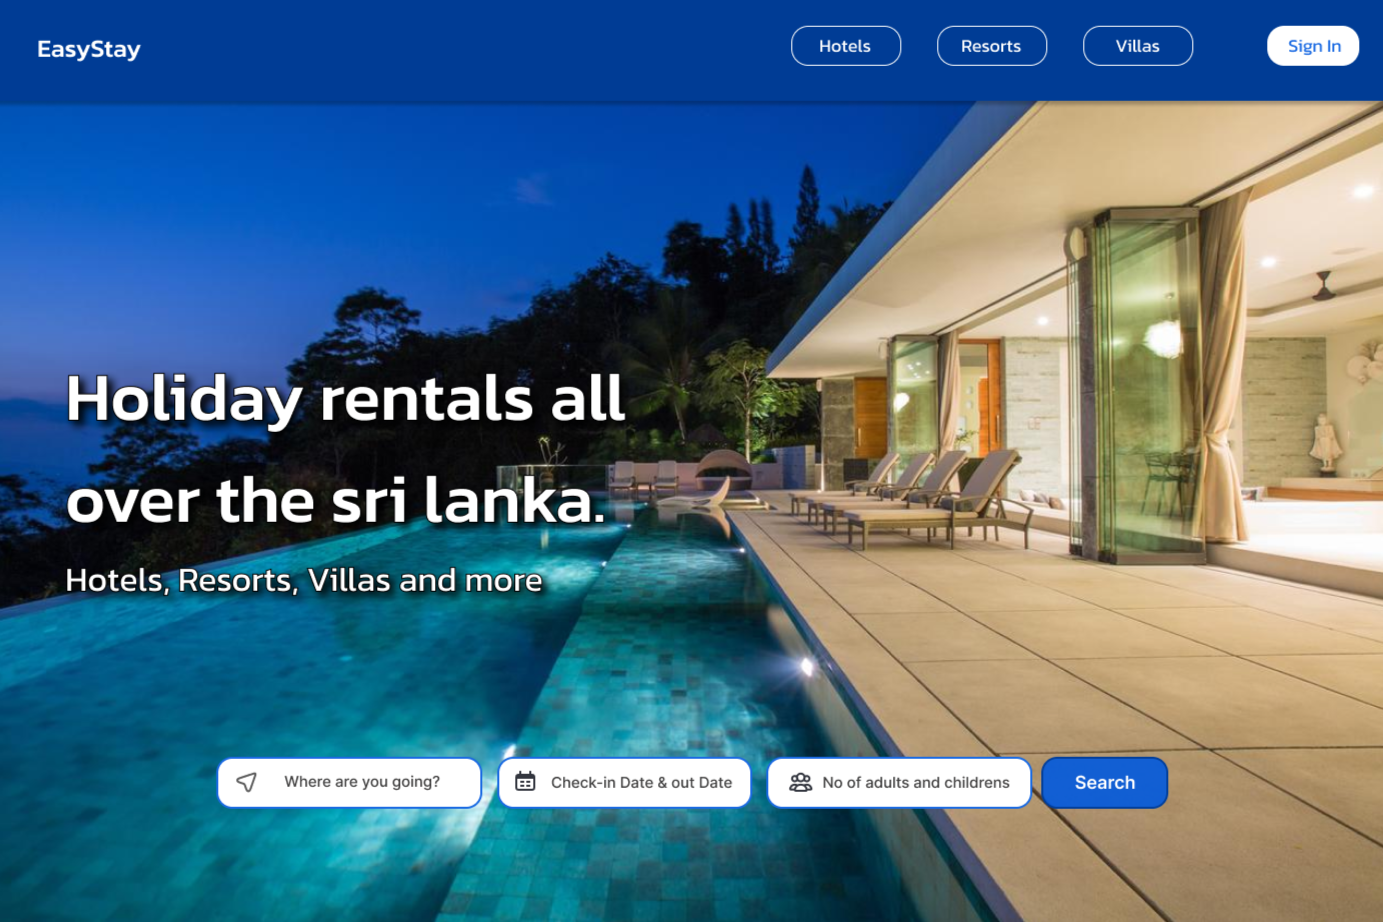 EasyStay
Hotels
Resorts
Villas
Sign In
Holiday rentals all
over the sri lanka.
Hotels, Resorts, Villas and more
Where are you going?
Check-in Date & out Date
No of adults and childrens
Search